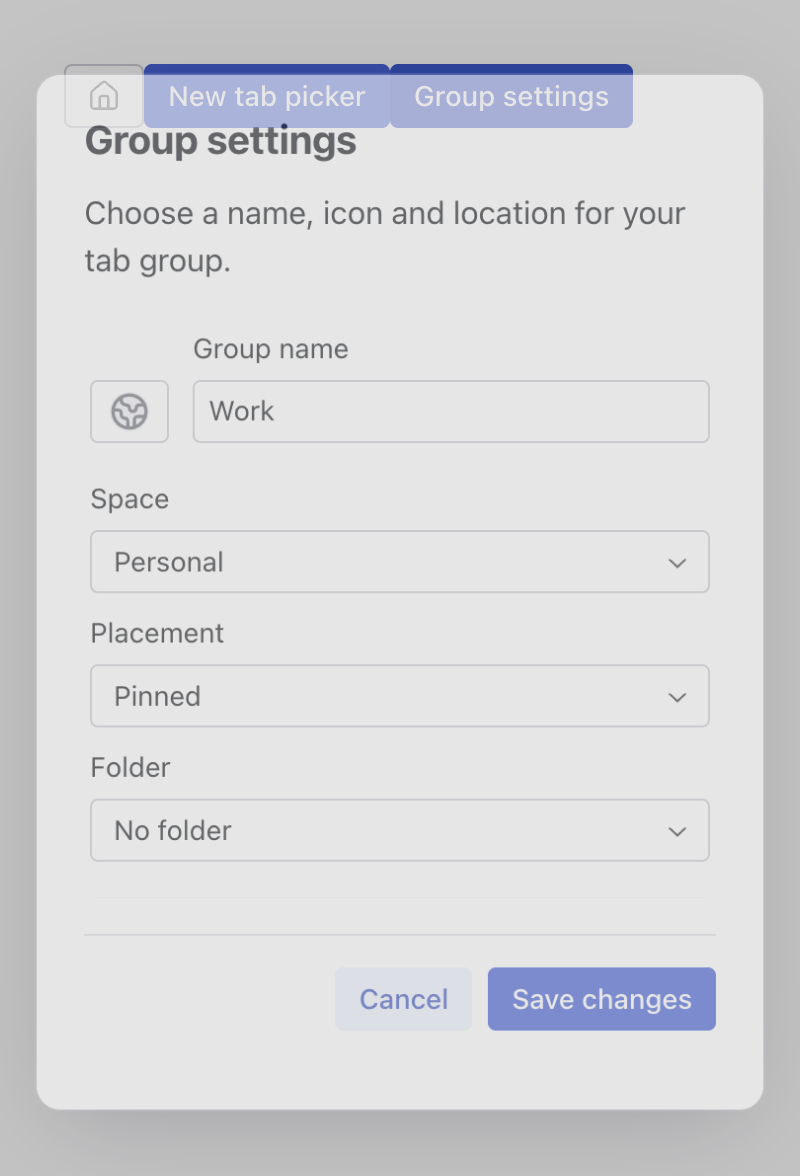 New tab picker
Group settings
Group settings
Choose a name, icon and location for your
tab group.
Group name
Work
Space
Personal
Placement
Pinned
Folder
No folder
Cancel
Save changes